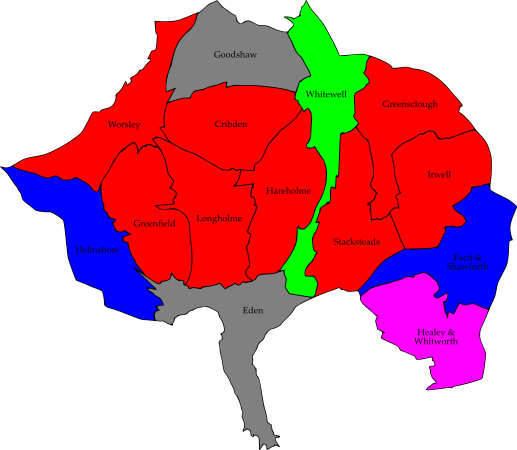 Goodshaw
Whitewell
Greensclough
Worsley
Cribden
Irwell
Hareholme
Longholme
Greenfield
Stacksteads
Helmshore
Facit &
Shawforth
Eden
Healey &
Whitworth